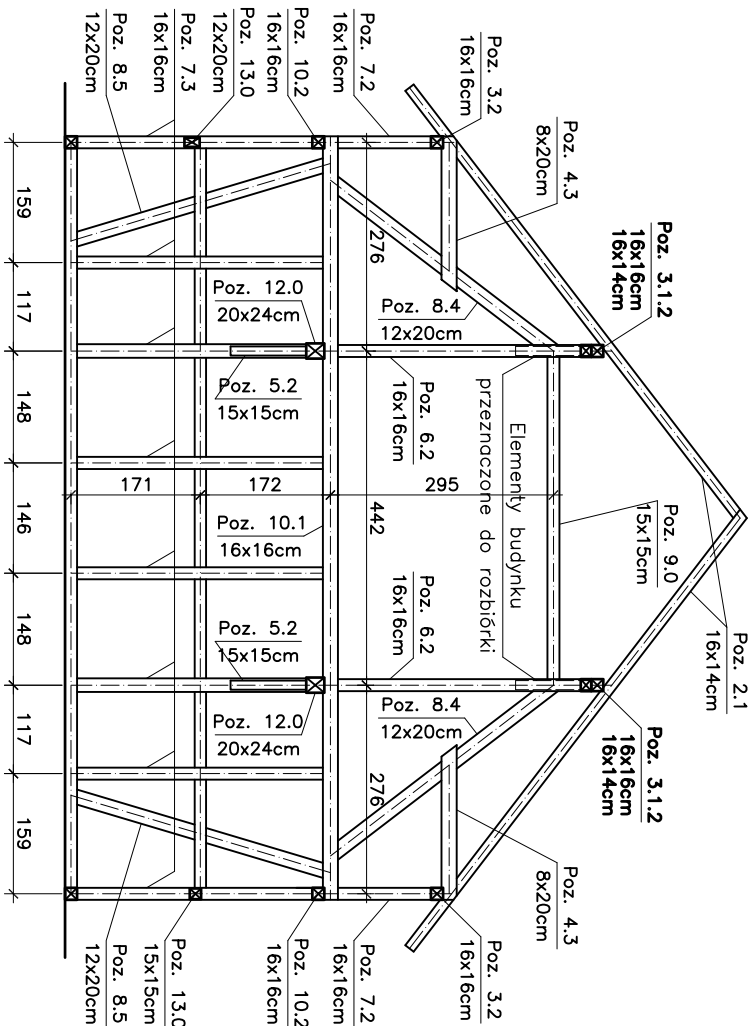 Poz. 8.5
12x20cm
Poz. 7.3
16x16cm
Poz. 13.0
12x20cm
Poz. 10.2
16x16cm
Poz. 7.2
16x16cm
Poz. 3.2
16x16cm
Poz. 4.3
8x20cm
Poz. 3.1.2
16x16cm
16x14cm
159
117
148
146
148
117
159
276
442
276
Poz. 12.0
20x24cm
Poz. 8.4
12x20cm
Poz. 5.2
15x15cm
Poz. 6.2
16x16cm
Elementy budynku
przeznaczone do rozbiórki
171
172
295
Poz. 10.1
16x16cm
Poz. 9.0
15x15cm
Poz. 2.1
16x14cm
Poz. 6.2
16x16cm
Poz. 5.2
15x15cm
Poz. 12.0
20x24cm
Poz. 8.4
12x20cm
Poz. 3.1.2
16x16cm
16x14cm
Poz. 4.3
8x20cm
Poz. 8.5
12x20cm
Poz. 13.0
15x15cm
Poz. 10.2
16x16cm
Poz. 7.2
16x16cm
Poz. 3.2
16x16cm